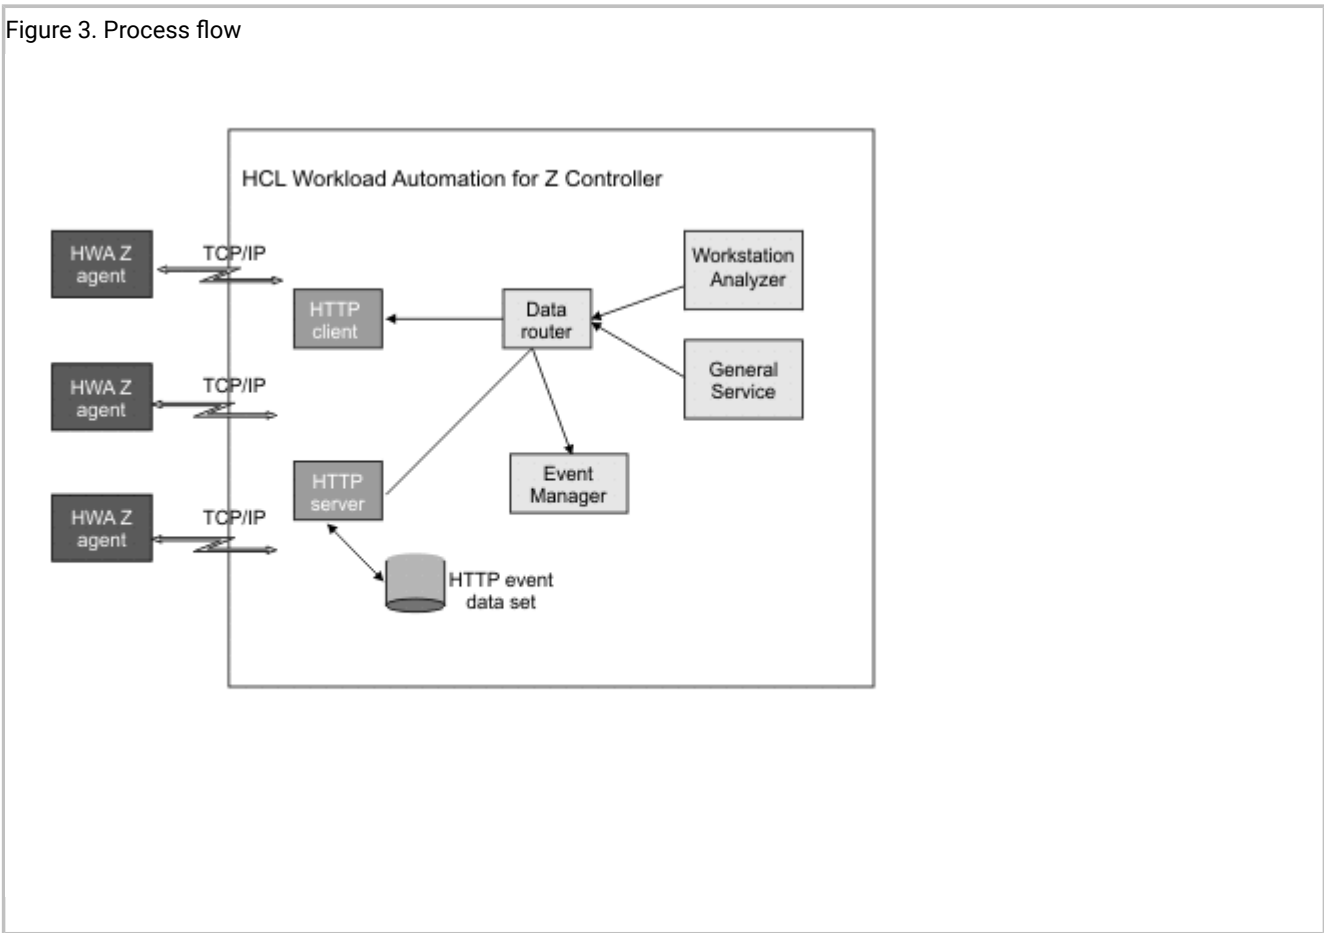 Figure 3. Process flow
HCL Workload Automation for Z Controller
HWA Z
agent
TCP/IP
Workstation
Analyzer
HTTP
client
Data
router
General
Service
HWA Z
agent
TCP/IP
HTTP
server
Event
Manager
HWA Z
agent
TCP/IP
HTTP event
data set